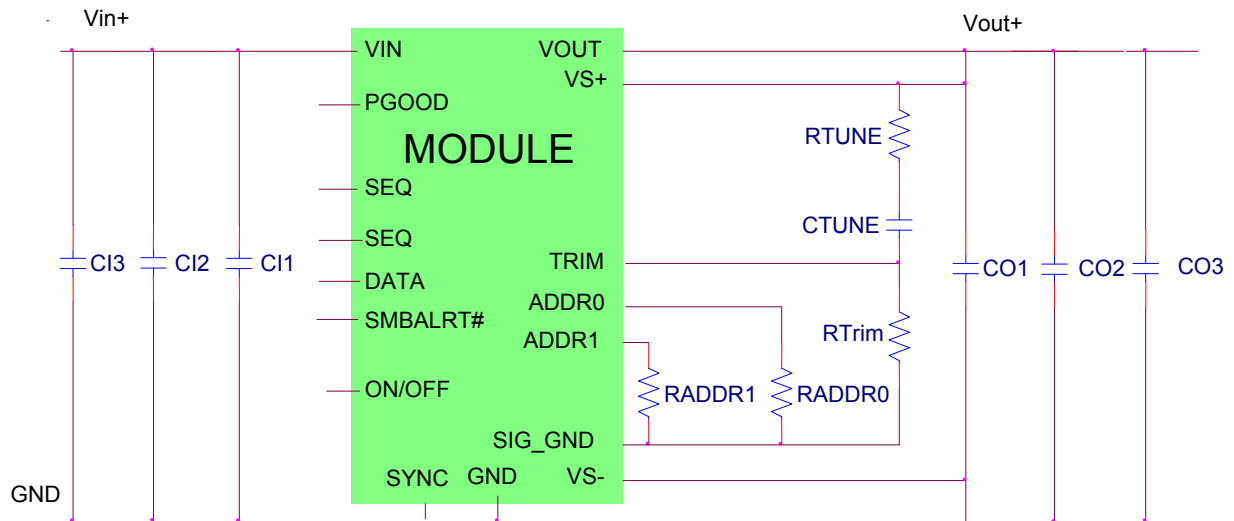 Vin+
Vout+
VIN
VOUT
VS+
PGOOD
MODULE
RTUNE
SEQ
CTUNE
SEQ
TRIM
CI3
CI2
CI1
CO1
CO2
CO3
DATA
ADDR0
SMBALRT#
ADDR1
RTrim
ON/OFF
RADDR1
RADDR0
SIG_GND
SYNC
GND
VS-
GND